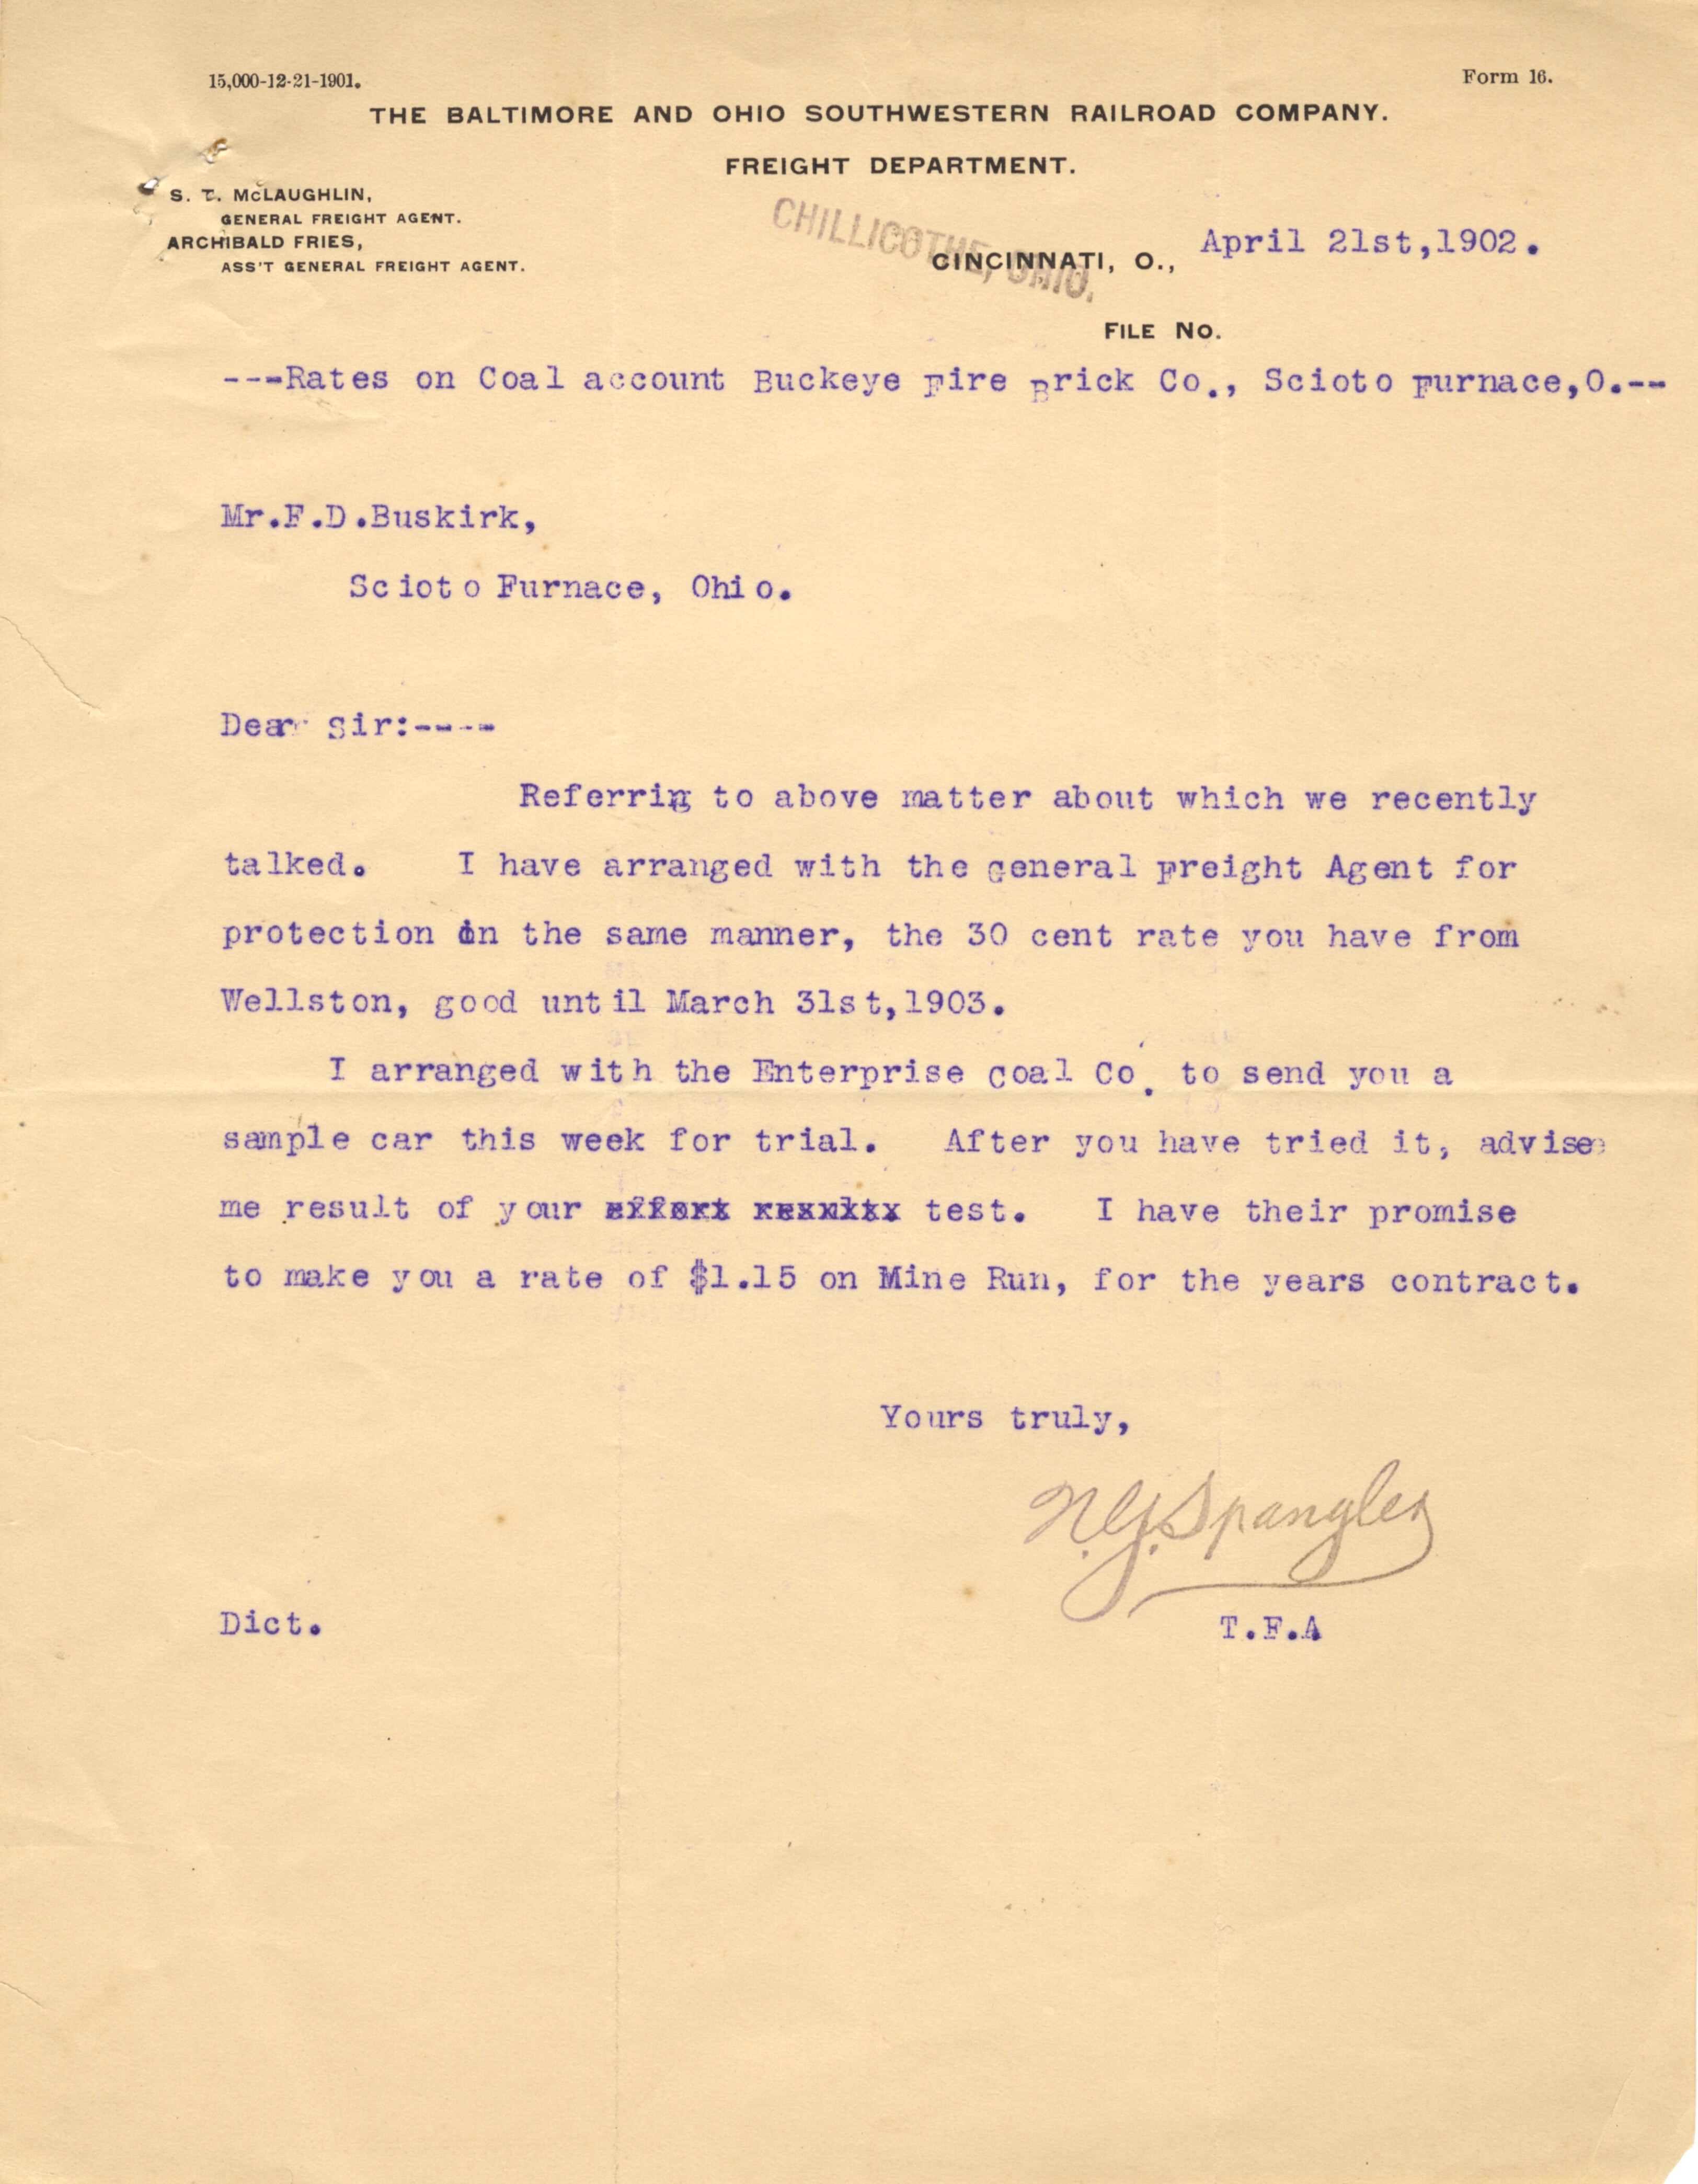 15,000-12-21-1901.
Form 16.
THE BALTIMORE AND OHIO SOUTHWESTERN RAILROAD COMPANY.
FREIGHT DEPARTMENT.
S. T. McLAUGHLIN,
GENERAL FREIGHT AGENT.
ARCHIBALD FRIES,
ASS'T GENERAL FREIGHT AGENT.
CHILLICOTHE, OHIO.
CINCINNATI, O., April 21st,1902.
FILE No.
---Rates on Coal account Buckeye Fire Brick Co., Scioto Furnace,O.--
Mr.F.D.Buskirk,
Scioto Furnace, Ohio.
Dear Sir:----
Referring to above matter about which we recently
talked. I have arranged with the General Freight Agent for
protection in the same manner, the 30 cent rate you have from
Wellston, good until March 31st,1903.
I arranged with the Enterprise Coal Co. to send you a
sample car this week for trial. After you have tried it, advise
me result of your test. I have their promise
to make you a rate of $1.15 on Mine Run, for the years contract.
Yours truly,
N.G.Spangler
Dict.
T.F.A